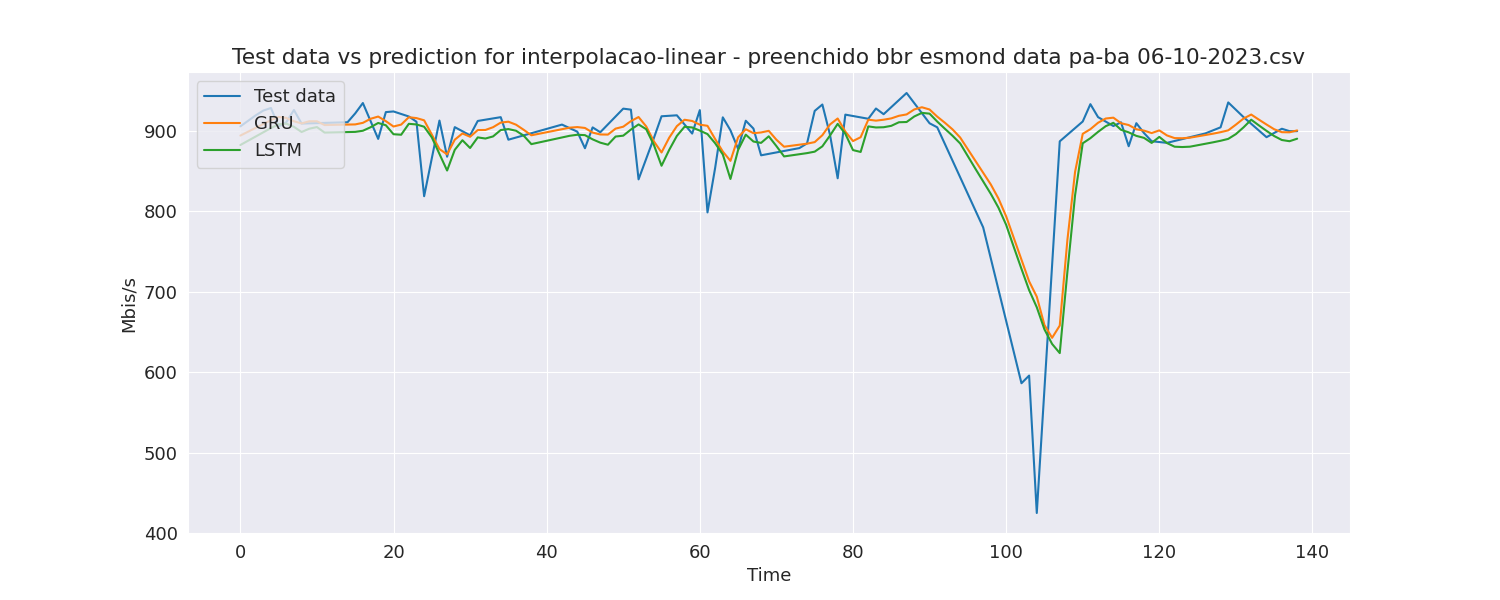 Test data vs prediction for interpolacao-linear - preenchido bbr esmond data pa-ba 06-10-2023.csv
Test data
GRU
LSTM
900
800
700
600
500
400
Mbis/s
0 20 40 60 80 100 120 140
Time